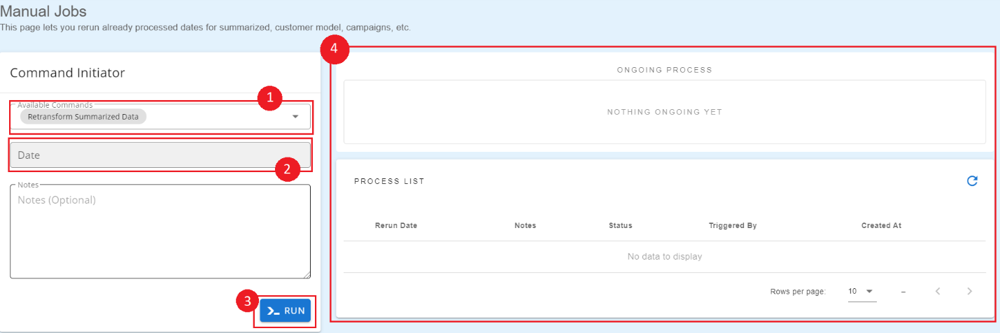 Manual Jobs
This page lets you rerun already processed dates for summarized, customer model, campaigns, etc.
Command Initiator
1
Available Commands
Retransform Summarized Data
Date
2
Notes
Notes (Optional)
3
RUN
4
ONGOING PROCESS
NOTHING ONGOING YET
PROCESS LIST
Rerun Date Notes Status Triggered By Created At
No data to display
Rows per page: 10 –